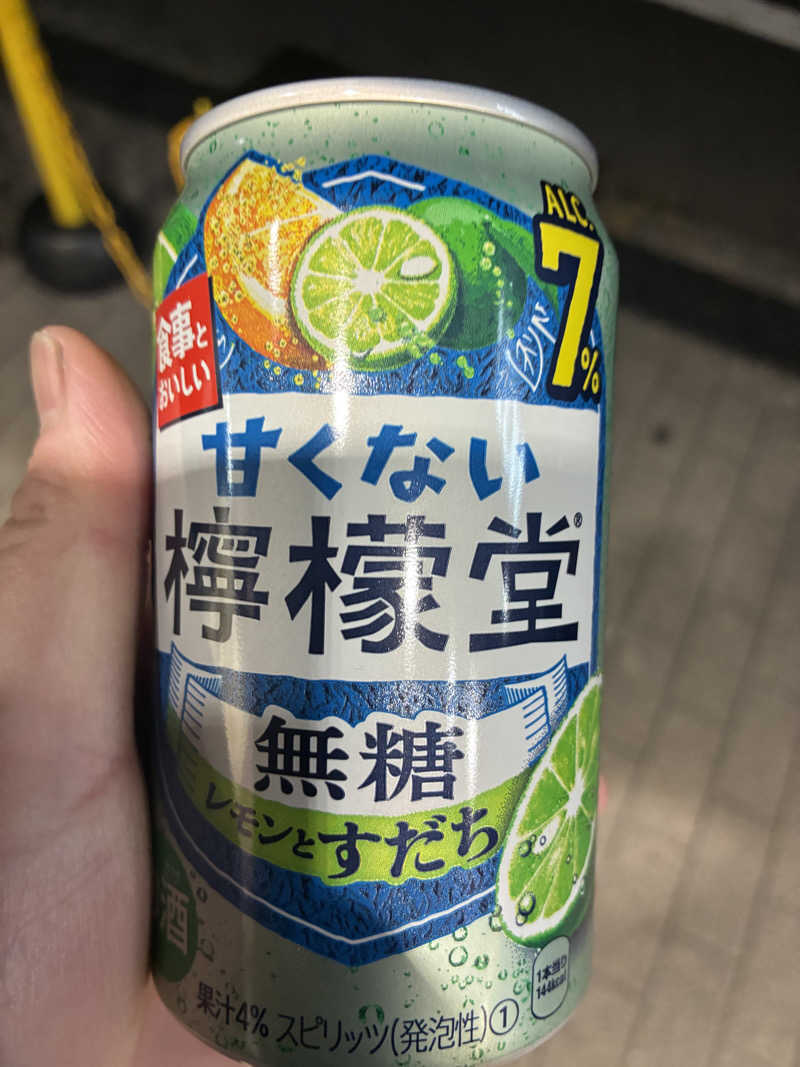 ALC.
7%
食事と
おいしい
甘くない
檸檬堂®
無糖
レモンとすだち
酒
1本当り
144kcal
果汁4% スピリッツ(発泡性)①